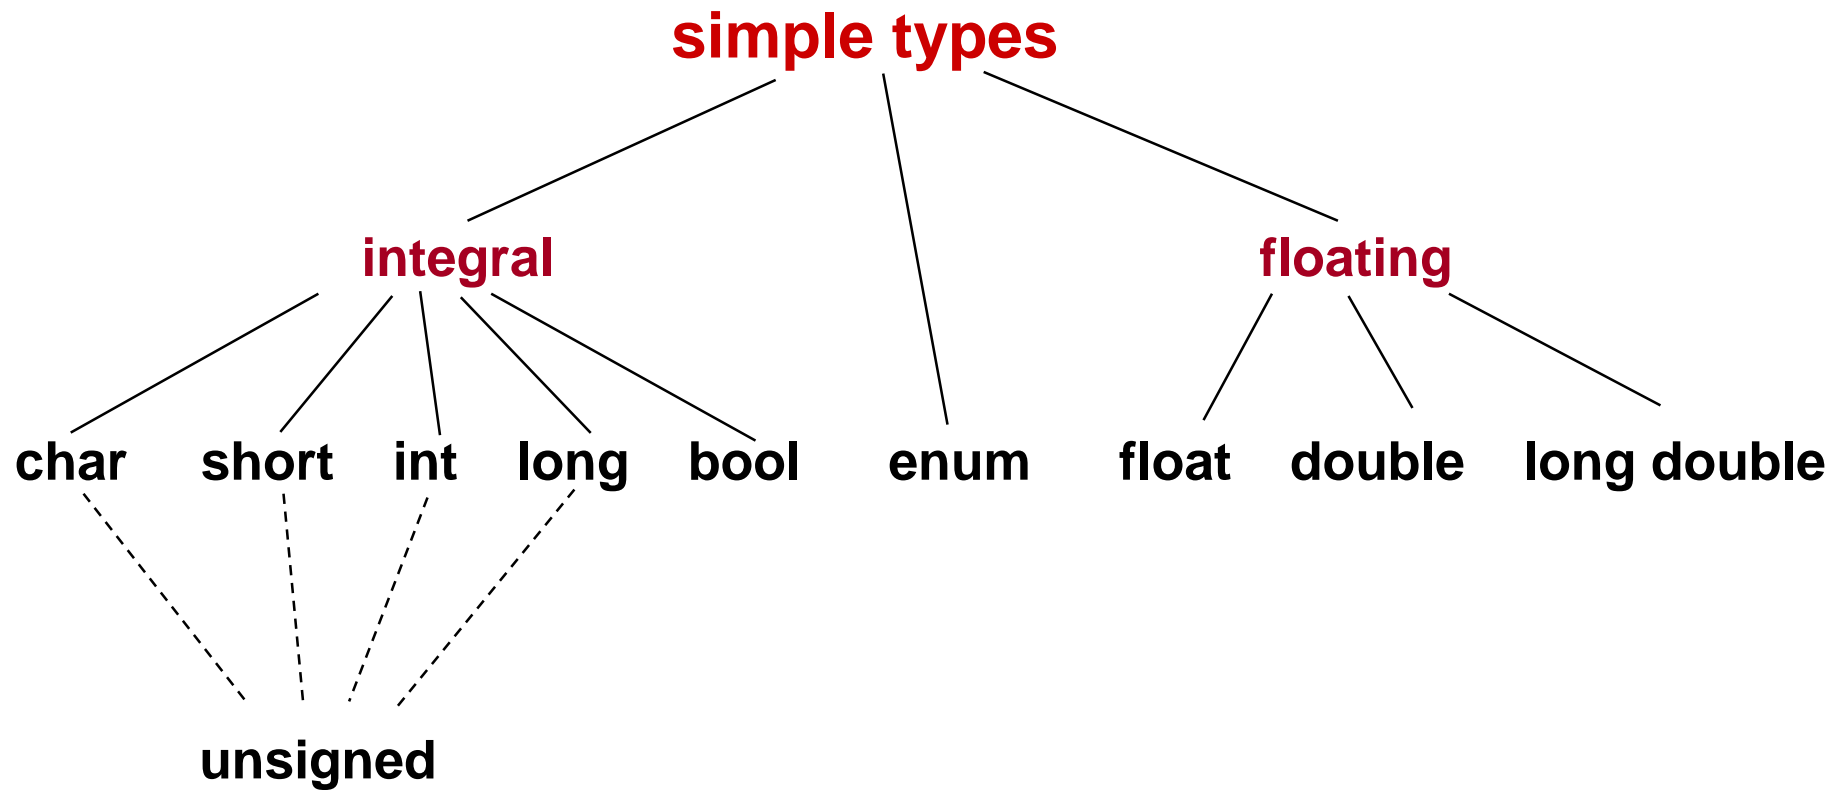 simple types
integral
floating
char short int long bool enum float double long double
unsigned